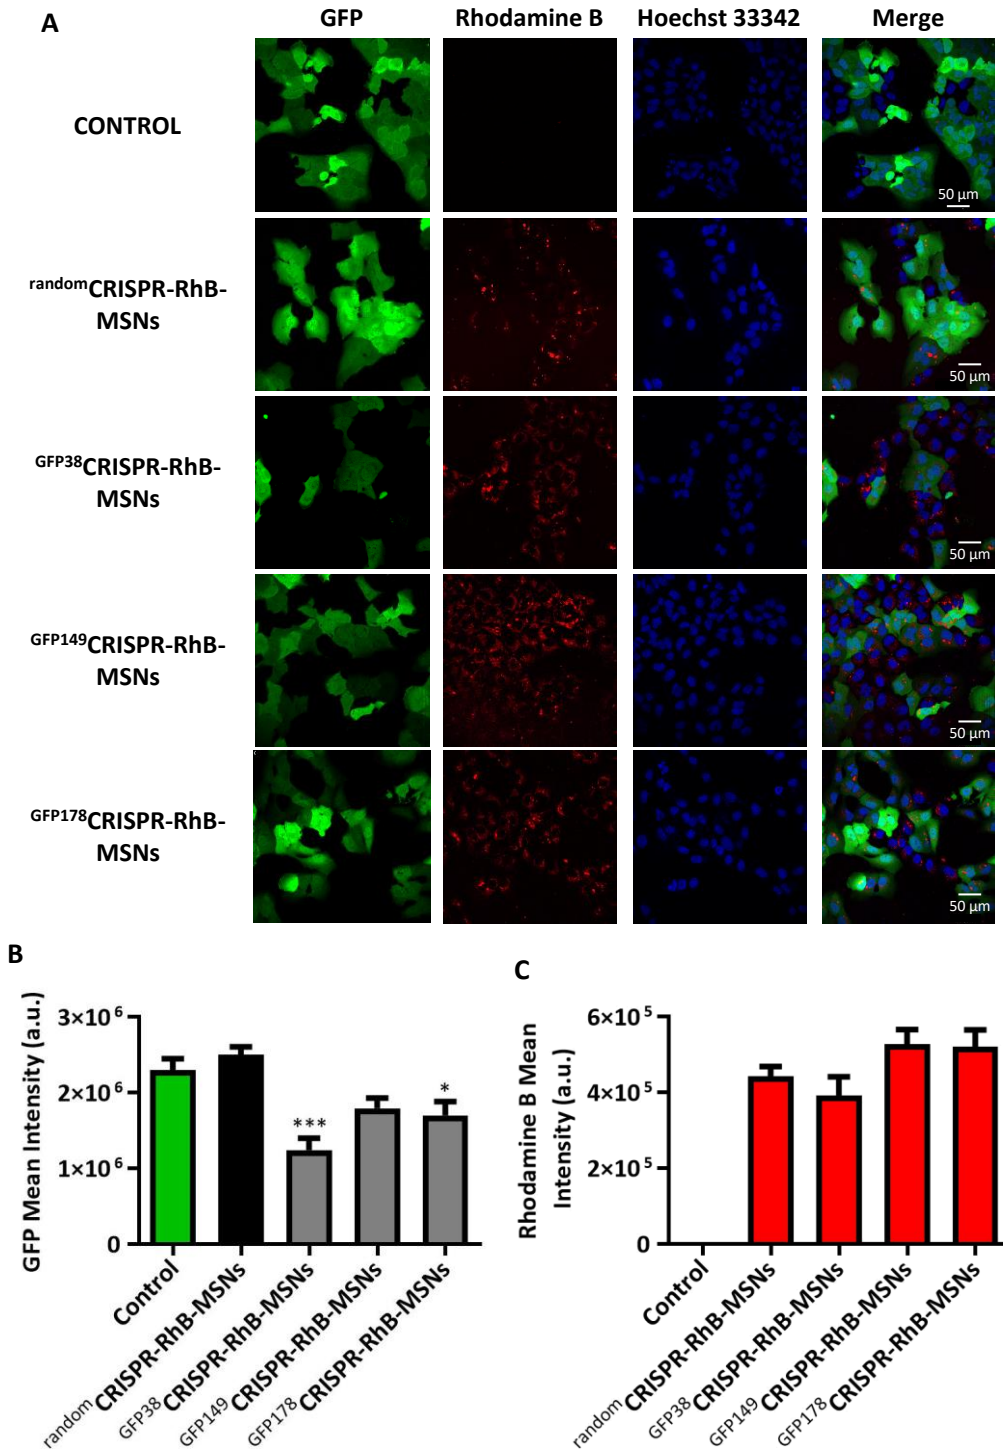 A
GFP Rhodamine B Hoechst 33342 Merge
CONTROL
50 µm
randomCRISPR-RhB-
MSNs
50 µm
GFP38CRISPR-RhB-
MSNs
50 µm
GFP149CRISPR-RhB-
MSNs
50 µm
GFP178CRISPR-RhB-
MSNs
50 µm
B
GFP Mean Intensity (a.u.)
3×10⁶
2×10⁶
1×10⁶
0
***
*
Control
randomCRISPR-RhB-MSNs
GFP38CRISPR-RhB-MSNs
GFP149CRISPR-RhB-MSNs
GFP178CRISPR-RhB-MSNs
C
Rhodamine B Mean
Intensity (a.u.)
6×10⁵
4×10⁵
2×10⁵
0
Control
randomCRISPR-RhB-MSNs
GFP38CRISPR-RhB-MSNs
GFP149CRISPR-RhB-MSNs
GFP178CRISPR-RhB-MSNs